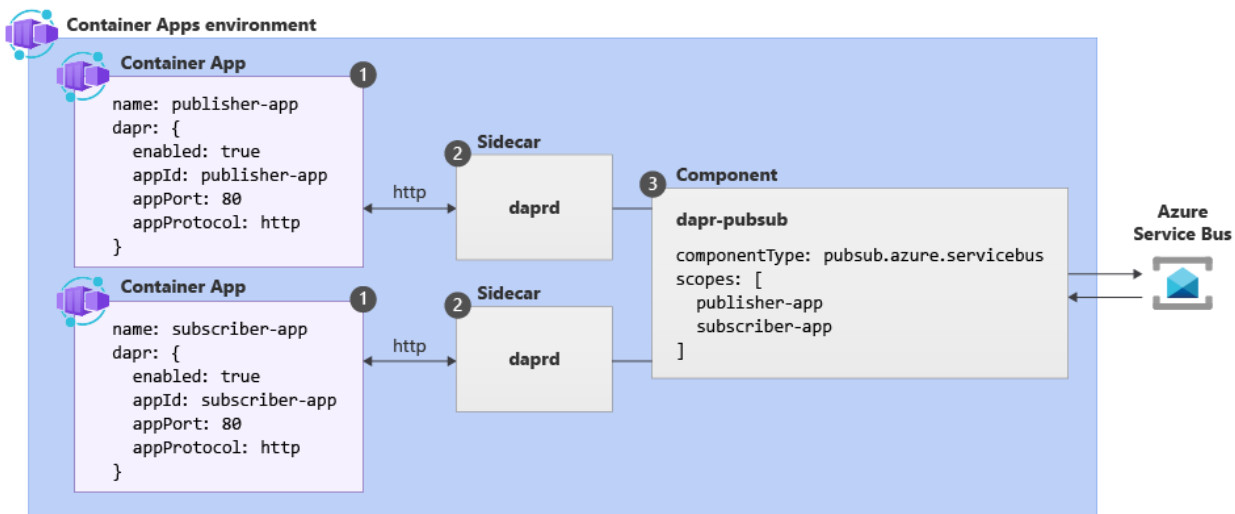 Container Apps environment
Container App
1
name: publisher-app
dapr: {
enabled: true
appId: publisher-app
appPort: 80
appProtocol: http
}
http
2
Sidecar
daprd
Container App
1
name: subscriber-app
dapr: {
enabled: true
appId: subscriber-app
appPort: 80
appProtocol: http
}
http
2
Sidecar
daprd
3
Component
dapr-pubsub
componentType: pubsub.azure.servicebus
scopes: [
publisher-app
subscriber-app
]
Azure
Service Bus